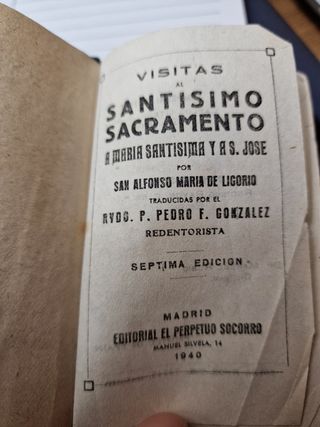 VISITAS
AL
SANTISIMO
SACRAMENTO
A MARIA SANTISIMA Y A S. JOSE
POR
SAN ALFONSO MARIA DE LIGORIO
TRADUCIDAS POR EL
RVDO. P. PEDRO F. GONZALEZ
REDENTORISTA
SEPTIMA EDICION
MADRID
EDITORIAL EL PERPETUO SOCORRO
MANUEL SILVELA, 14
1940